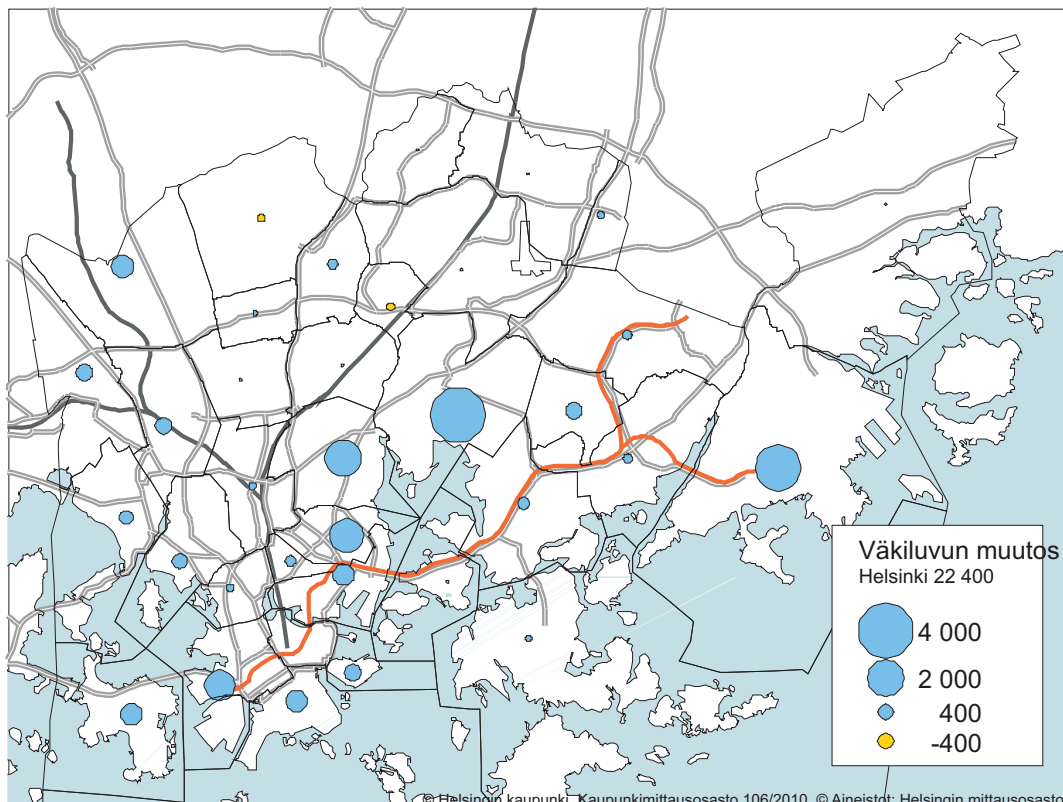 Väkiluvun muutos
Helsinki 22 400
4 000
2 000
400
-400
© Helsingin kaupunki, Kaupunkimittausosasto 106/2010, © Aineistot: Helsingin mittausosasto